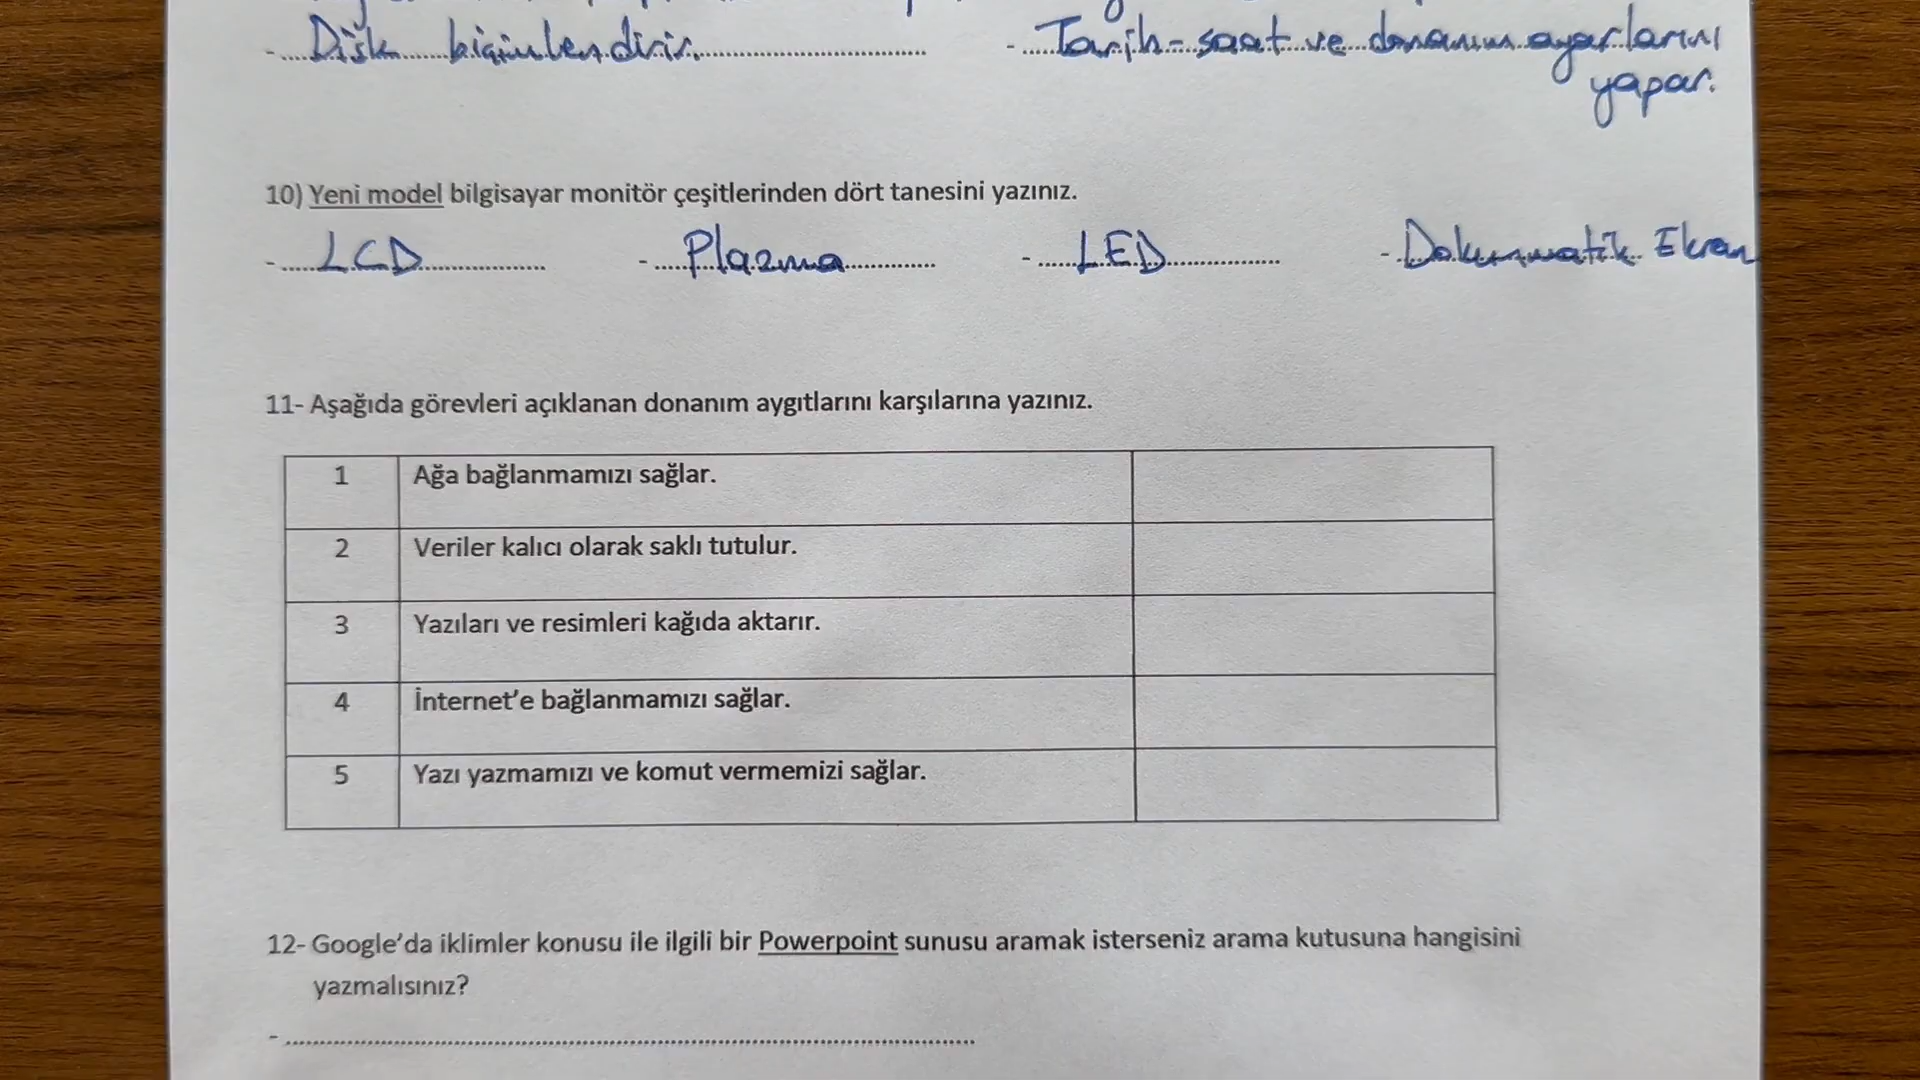 - Disk biçimlendirir.
- Tarih-saat ve donanım ayarlarını yapar.
10) Yeni model bilgisayar monitör çeşitlerinden dört tanesini yazınız.
- LCD - Plazma - LED - Dokunmatik Ekran
11- Aşağıda görevleri açıklanan donanım aygıtlarını karşılarına yazınız.
1 Ağa bağlanmamızı sağlar.
2 Veriler kalıcı olarak saklı tutulur.
3 Yazıları ve resimleri kağıda aktarır.
4 İnternet’e bağlanmamızı sağlar.
5 Yazı yazmamızı ve komut vermemizi sağlar.
12- Google’da iklimler konusu ile ilgili bir Powerpoint sunusu aramak isterseniz arama kutusuna hangisini
yazmalısınız?
- ..........